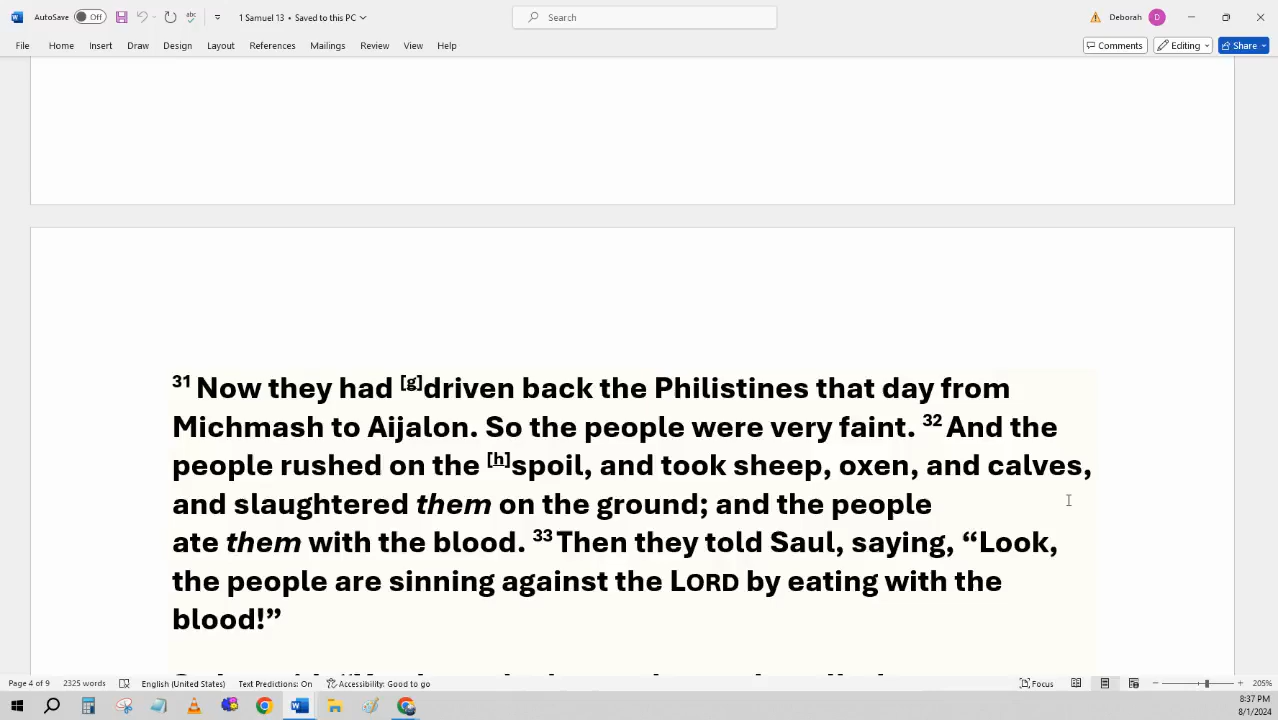 AutoSave Off 1 Samuel 13 • Saved to this PC Search Deborah D
File Home Insert Draw Design Layout References Mailings Review View Help Comments Editing Share
31 Now they had [g]driven back the Philistines that day from
Michmash to Aijalon. So the people were very faint. 32 And the
people rushed on the [h]spoil, and took sheep, oxen, and calves,
and slaughtered them on the ground; and the people
ate them with the blood. 33 Then they told Saul, saying, “Look,
the people are sinning against the LORD by eating with the
blood!”
Page 4 of 9 2325 words English (United States) Text Predictions: On Accessibility: Good to go Focus 205%
8:37 PM
8/1/2024